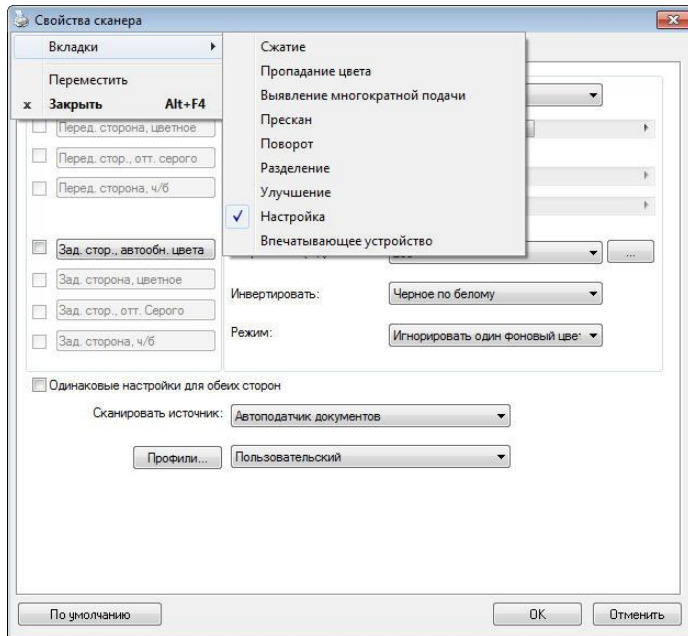 Свойства сканера
Вкладки
Переместить
x Закрыть Alt+F4
Сжатие
Пропадание цвета
Выявление многократной подачи
Прескан
Поворот
Разделение
Улучшение
Настройка
Впечатывающее устройство
Перед. сторона, цветное
Перед. стор., отт. серого
Перед. сторона, ч/б
Зад. стор., автообн. цвета
...
Зад. сторона, цветное
Зад. стор., отт. Серого
Зад. сторона, ч/б
Инвертировать: Черное по белому
Режим: Игнорировать один фоновый цве
Одинаковые настройки для обеих сторон
Сканировать источник: Автоподатчик документов
Профили... Пользовательский
По умолчанию OK Отменить